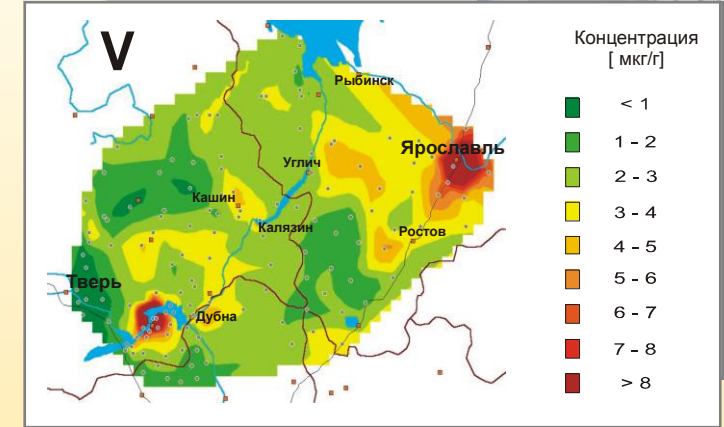 V
Концентрация
[ мкг/г]
< 1
1 - 2
2 - 3
3 - 4
4 - 5
5 - 6
6 - 7
7 - 8
> 8
Рыбинск
Ярославль
Углич
Кашин
Калязин
Ростов
Тверь
Дубна